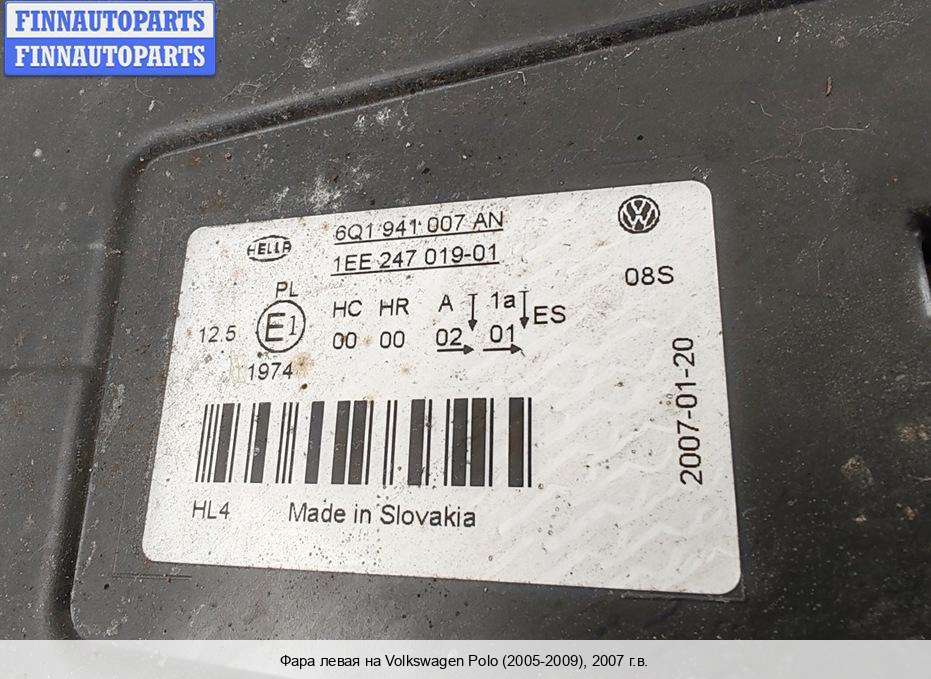 FINNAUTOPARTS
FINNAUTOPARTS
HELLA
6Q1 941 007 AN
1EE 247 019-01
08S
PL
12.5 E1 HC HR A 1a ES
00 00 02 01
1974
2007-01-20
HL4 Made in Slovakia
Фара левая на Volkswagen Polo (2005-2009), 2007 г.в.